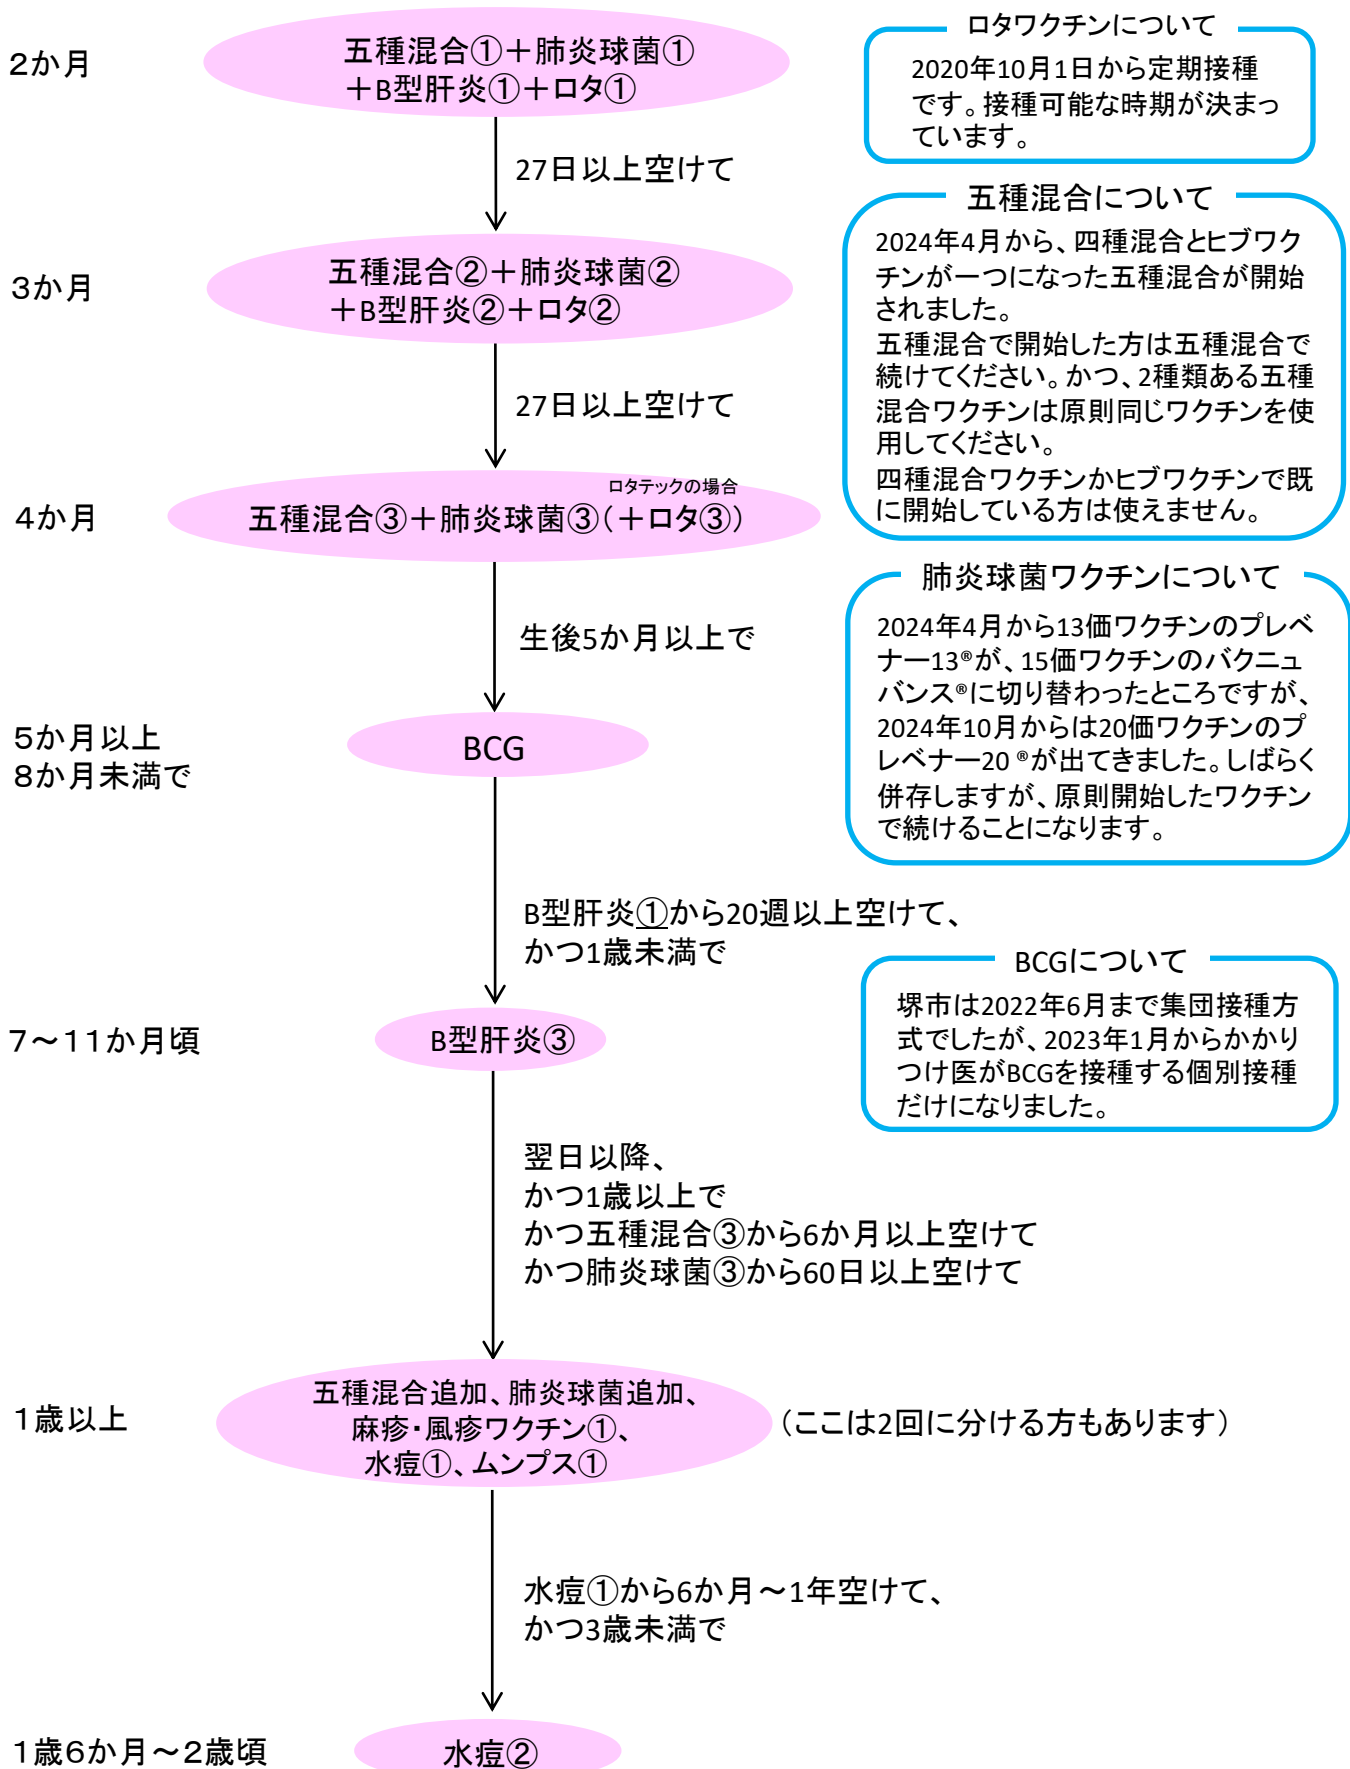 2か月
五種混合①＋肺炎球菌①
＋B型肝炎①＋ロタ①
27日以上空けて
3か月
五種混合②＋肺炎球菌②
＋B型肝炎②＋ロタ②
27日以上空けて
4か月
ロタテックの場合
五種混合③＋肺炎球菌③（＋ロタ③）
生後5か月以上で
5か月以上
8か月未満で
BCG
B型肝炎①から20週以上空けて、
かつ1歳未満で
7～11か月頃
B型肝炎③
翌日以降、
かつ1歳以上で
かつ五種混合③から6か月以上空けて
かつ肺炎球菌③から60日以上空けて
1歳以上
五種混合追加、肺炎球菌追加、
麻疹・風疹ワクチン①、
水痘①、ムンプス①
（ここは2回に分ける方もあります）
水痘①から6か月～1年空けて、
かつ3歳未満で
1歳6か月～2歳頃
水痘②
ロタワクチンについて
2020年10月1日から定期接種
です。接種可能な時期が決まっ
ています。
五種混合について
2024年4月から、四種混合とヒブワク
チンが一つになった五種混合が開始
されました。
五種混合で開始した方は五種混合で
続けてください。かつ、2種類ある五種
混合ワクチンは原則同じワクチンを使
用してください。
四種混合ワクチンかヒブワクチンで既
に開始している方は使えません。
肺炎球菌ワクチンについて
2024年4月から13価ワクチンのプレベ
ナー13®が、15価ワクチンのバクニュ
バンス®に切り替わったところですが、
2024年10月からは20価ワクチンのプ
レベナー20 ®が出てきました。しばらく
併存しますが、原則開始したワクチン
で続けることになります。
BCGについて
堺市は2022年6月まで集団接種方
式でしたが、2023年1月からかかり
つけ医がBCGを接種する個別接種
だけになりました。